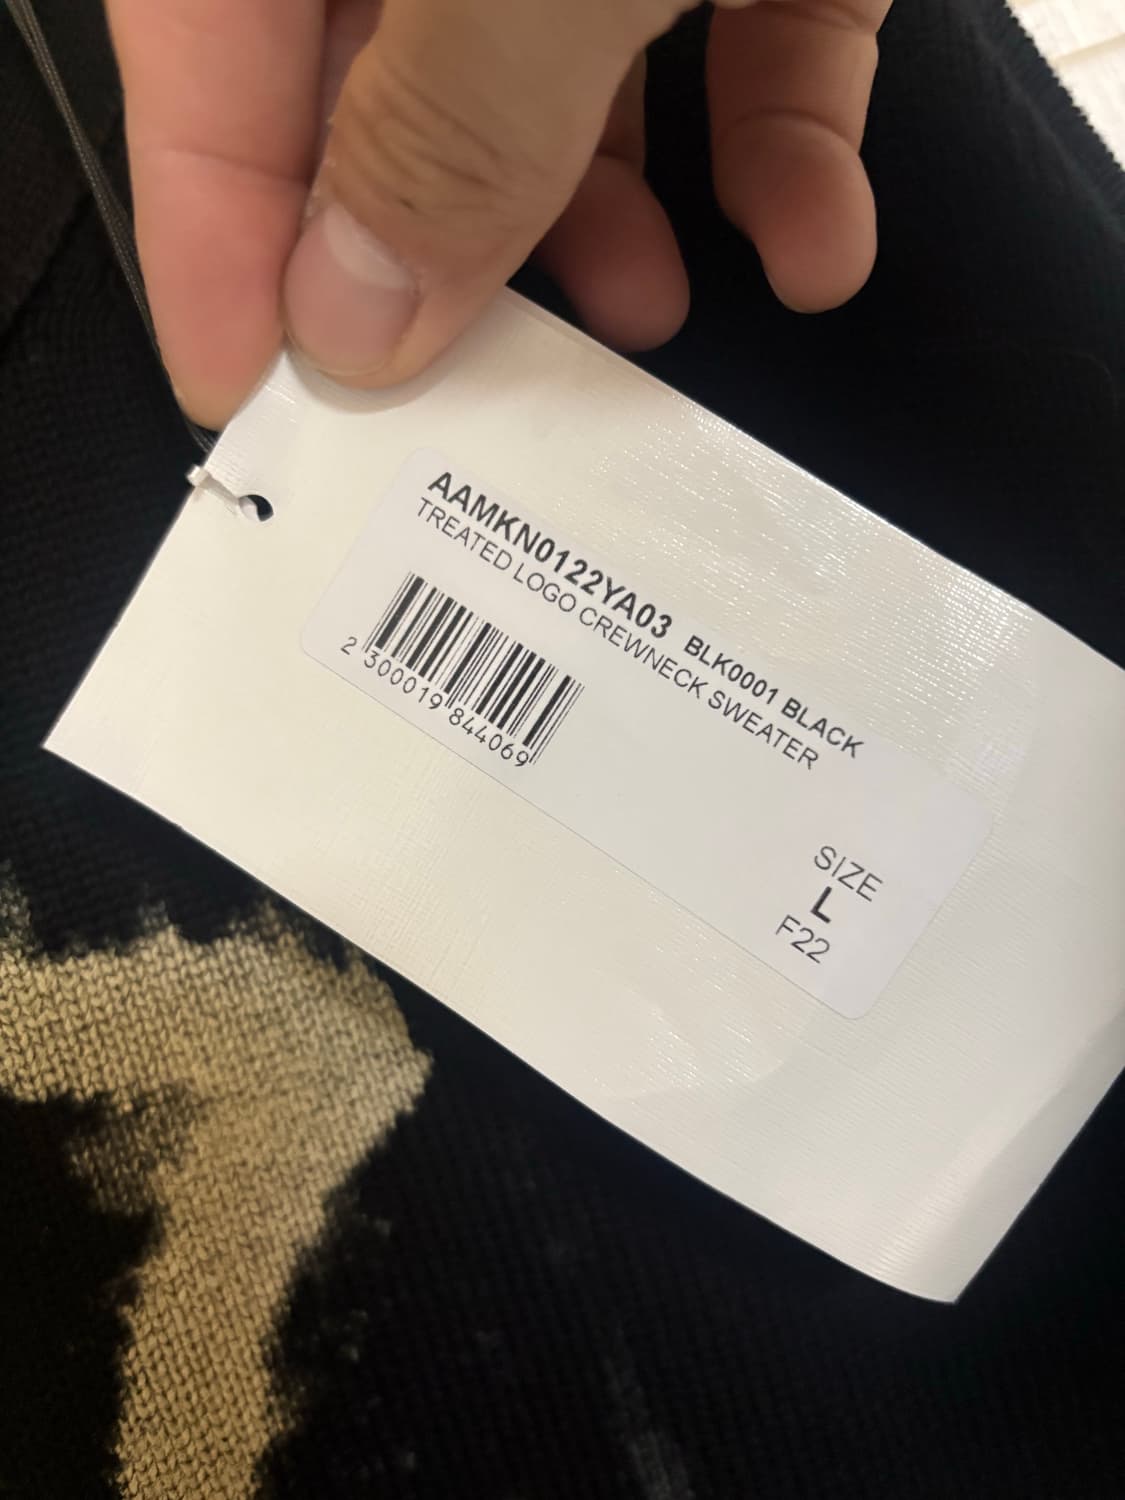 AAMKN0122YA03 BLK0001 BLACK
TREATED LOGO CREWNECK SWEATER
2 300019 844069
SIZE
L
F22